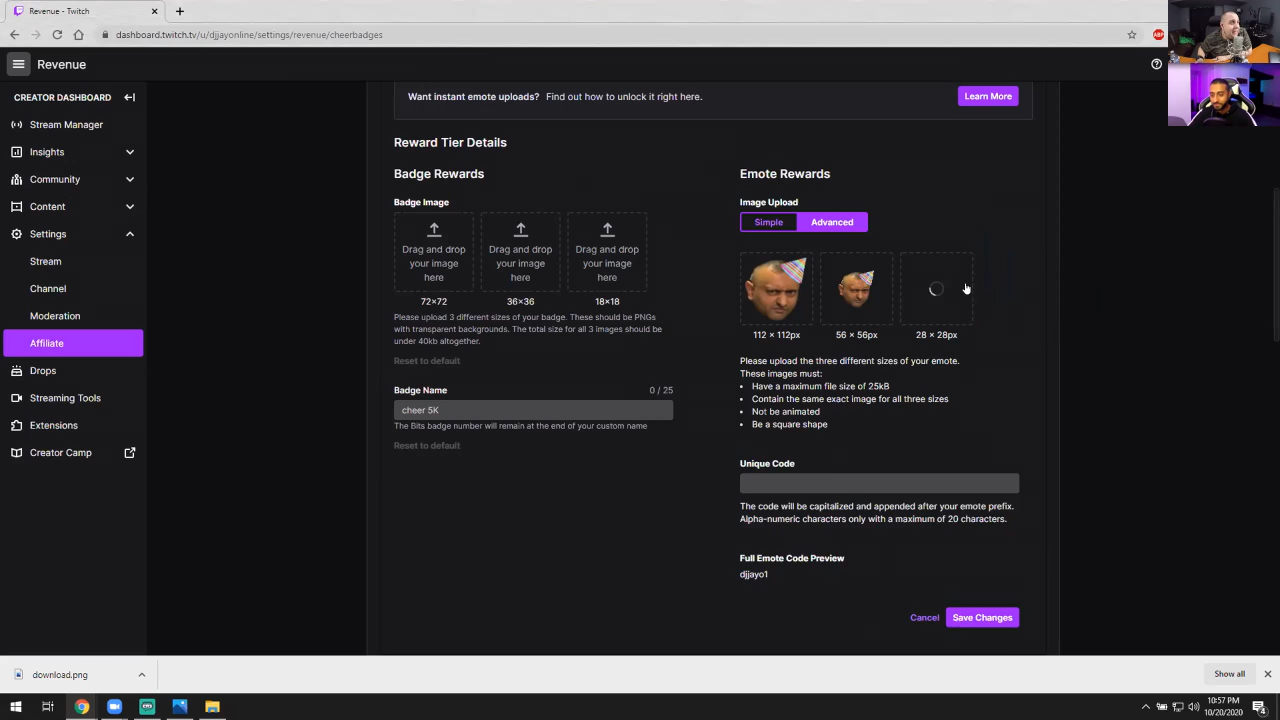 Revenue - Twitch
dashboard.twitch.tv/u/djjayonline/settings/revenue/cheerbadges
ABP
Revenue
CREATOR DASHBOARD
Stream Manager
Insights
Community
Content
Settings
Stream
Channel
Moderation
Affiliate
Drops
Streaming Tools
Extensions
Creator Camp
Want instant emote uploads? Find out how to unlock it right here.
Learn More
Reward Tier Details
Badge Rewards
Badge Image
Drag and drop your image here
Drag and drop your image here
Drag and drop your image here
72×72
36×36
18×18
Please upload 3 different sizes of your badge. These should be PNGs
with transparent backgrounds. The total size for all 3 images should be
under 40kb altogether.
Reset to default
Badge Name
0 / 25
cheer 5K
The Bits badge number will remain at the end of your custom name
Reset to default
Emote Rewards
Image Upload
Simple
Advanced
112 × 112px
56 × 56px
28 × 28px
Please upload the three different sizes of your emote.
These images must:
• Have a maximum file size of 25kB
• Contain the same exact image for all three sizes
• Not be animated
• Be a square shape
Unique Code
The code will be capitalized and appended after your emote prefix.
Alpha-numeric characters only with a maximum of 20 characters.
Full Emote Code Preview
djjayo1
Cancel
Save Changes
download.png
Show all
10:57 PM
10/20/2020
4